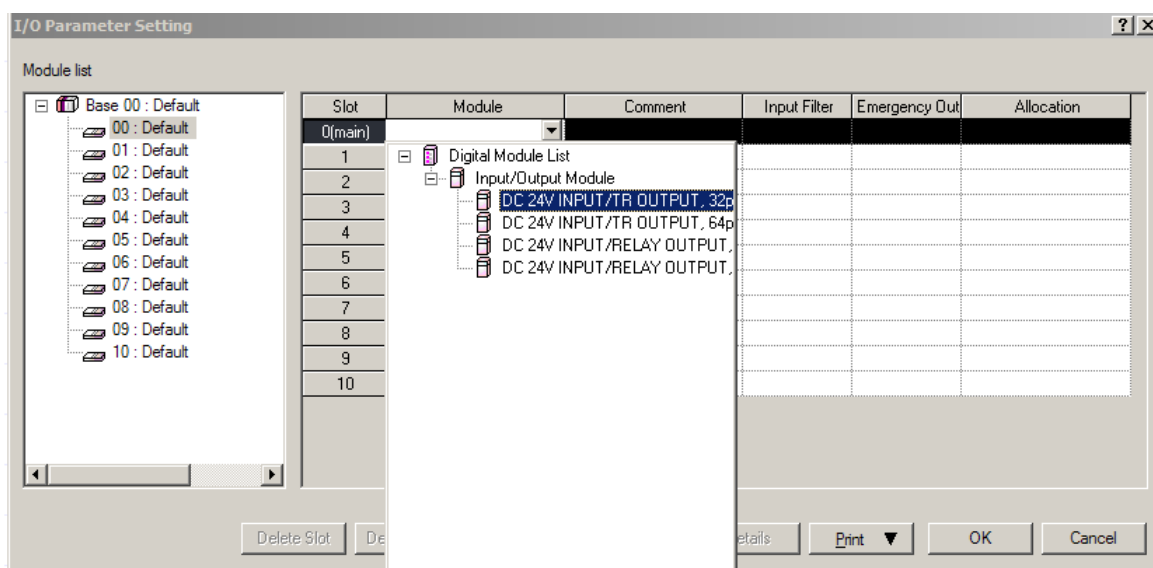 I/O Parameter Setting
Module list
Base 00 : Default
00 : Default
01 : Default
02 : Default
03 : Default
04 : Default
05 : Default
06 : Default
07 : Default
08 : Default
09 : Default
10 : Default
Slot Module Comment Input Filter Emergency Out Allocation
0(main)
1
2
3
4
5
6
7
8
9
10
Digital Module List
Input/Output Module
DC 24V INPUT/TR OUTPUT, 32p
DC 24V INPUT/TR OUTPUT, 64p
DC 24V INPUT/RELAY OUTPUT,
DC 24V INPUT/RELAY OUTPUT,
Delete Slot De etails Print OK Cancel